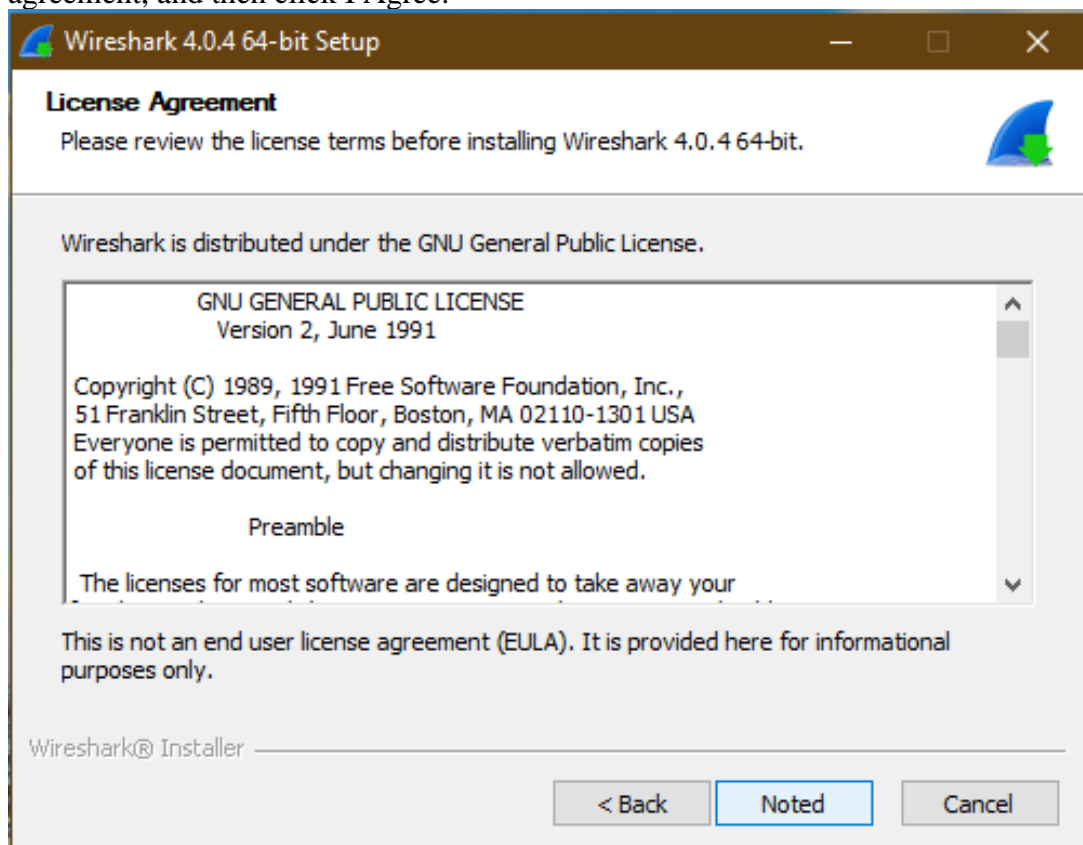 agreement, and then click I Agree.
Wireshark 4.0.4 64-bit Setup
License Agreement
Please review the license terms before installing Wireshark 4.0.4 64-bit.
Wireshark is distributed under the GNU General Public License.
GNU GENERAL PUBLIC LICENSE
Version 2, June 1991
Copyright (C) 1989, 1991 Free Software Foundation, Inc.,
51 Franklin Street, Fifth Floor, Boston, MA 02110-1301 USA
Everyone is permitted to copy and distribute verbatim copies
of this license document, but changing it is not allowed.
Preamble
The licenses for most software are designed to take away your
This is not an end user license agreement (EULA). It is provided here for informational
purposes only.
Wireshark® Installer
< Back Noted Cancel